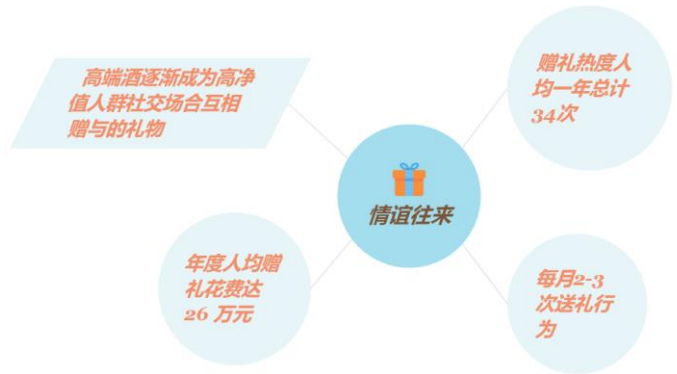 高端酒逐渐成为高净
值人群社交场合互相
赠与的礼物
赠礼热度人
均一年总计
34次
情谊往来
年度人均赠
礼花费达
26 万元
每月2-3
次送礼行
为